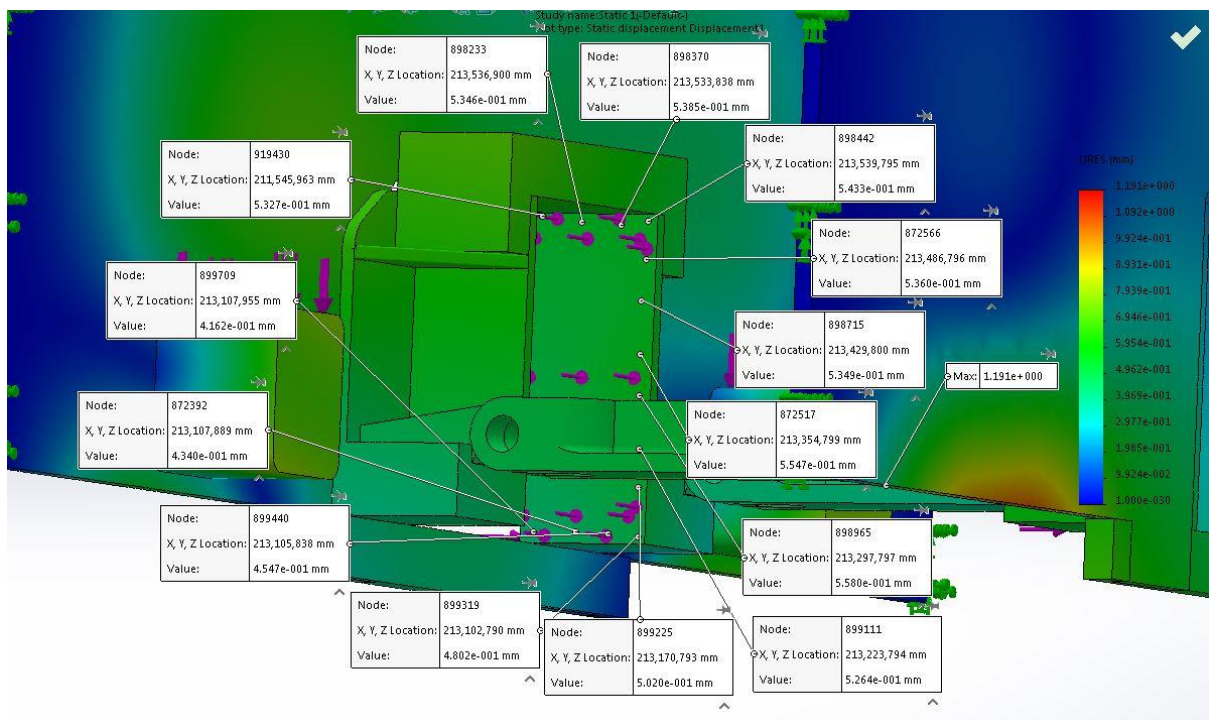 Study name:Static 1(-Default-)
ot type: Static displacement Displacement1
Node: 898233
X, Y, Z Location: 213,536,900 mm
Value: 5.346e-001 mm
Node: 898370
X, Y, Z Location: 213,533,838 mm
Value: 5.385e-001 mm
Node: 898442
X, Y, Z Location: 213,539,795 mm
Value: 5.433e-001 mm
Node: 919430
X, Y, Z Location: 211,545,963 mm
Value: 5.327e-001 mm
Node: 872566
X, Y, Z Location: 213,486,796 mm
Value: 5.360e-001 mm
Node: 899709
X, Y, Z Location: 213,107,955 mm
Value: 4.162e-001 mm
Node: 898715
X, Y, Z Location: 213,429,800 mm
Value: 5.349e-001 mm
Max: 1.191e+000
Node: 872392
X, Y, Z Location: 213,107,889 mm
Value: 4.340e-001 mm
Node: 872517
X, Y, Z Location: 213,354,799 mm
Value: 5.547e-001 mm
Node: 899440
X, Y, Z Location: 213,105,838 mm
Value: 4.547e-001 mm
Node: 898965
X, Y, Z Location: 213,297,797 mm
Value: 5.580e-001 mm
Node: 899319
X, Y, Z Location: 213,102,790 mm
Value: 4.802e-001 mm
Node: 899225
X, Y, Z Location: 213,170,793 mm
Value: 5.020e-001 mm
Node: 899111
X, Y, Z Location: 213,223,794 mm
Value: 5.264e-001 mm
URES (mm)
1.191e+000
1.092e+000
9.924e-001
8.931e-001
7.939e-001
6.946e-001
5.954e-001
4.962e-001
3.969e-001
2.977e-001
1.985e-001
9.924e-002
1.000e-030